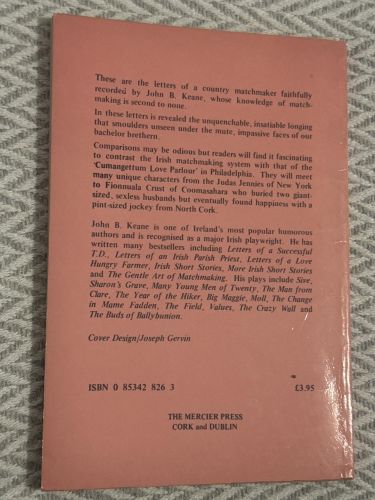 These are the letters of a country matchmaker faithfully
recorded by John B. Keane, whose knowledge of match-
making is second to none.
In these letters is revealed the unquenchable, insatiable longing
that smoulders unseen under the mute, impassive faces of our
bachelor brethern.
Comparisons may be odious but readers will find it fascinating
to contrast the Irish matchmaking system with that of the
'Cumangettum Love Parlour' in Philadelphia. They will meet
many unique characters from the Judas Jennies of New York
to Fionnuala Crust of Coomasahara who buried two giant-
sized, sexless husbands but eventually found happiness with a
pint-sized jockey from North Cork.
John B. Keane is one of Ireland's most popular humorous
authors and is recognised as a major Irish playwright. He has
written many bestsellers including Letters of a Successful
T.D., Letters of an Irish Parish Priest, Letters of a Love
Hungry Farmer, Irish Short Stories, More Irish Short Stories
and The Gentle Art of Matchmaking. His plays include Sive,
Sharon's Grave, Many Young Men of Twenty, The Man from
Clare, The Year of the Hiker, Big Maggie, Moll, The Change
in Mame Fadden, The Field, Values, The Crazy Wall and
The Buds of Ballybunion.
Cover Design/Joseph Gervin
ISBN 0 85342 826 3
£3.95
THE MERCIER PRESS
CORK and DUBLIN